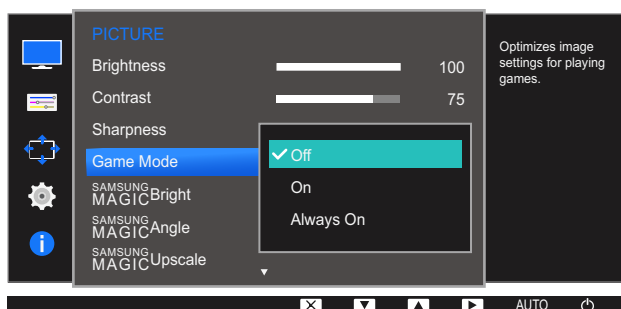 PICTURE
Brightness 100
Contrast 75
Sharpness
Game Mode
SAMSUNG
MAGICBright
SAMSUNG
MAGICAngle
SAMSUNG
MAGICUpscale
Off
On
Always On
Optimizes image
settings for playing
games.
AUTO